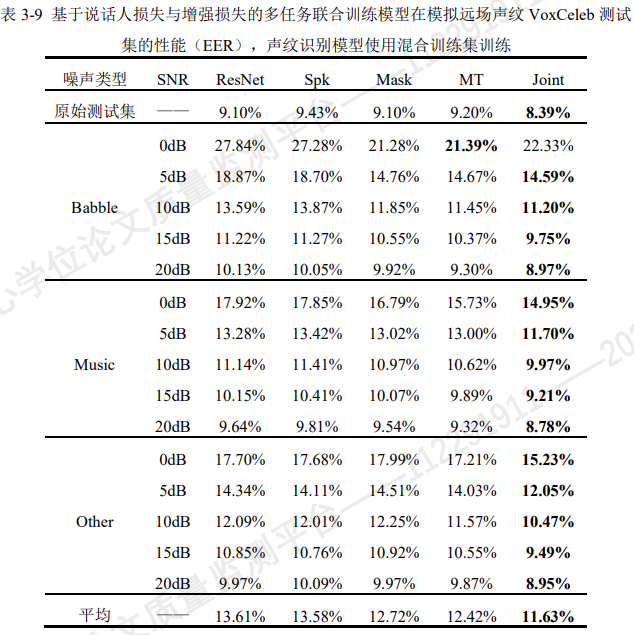 表 3-9 基于说话人损失与增强损失的多任务联合训练模型在模拟远场声纹 VoxCeleb 测试
集的性能（EER），声纹识别模型使用混合训练集训练
噪声类型 SNR ResNet Spk Mask MT Joint
原始测试集 —— 9.10% 9.43% 9.10% 9.20% 8.39%
0dB 27.84% 27.28% 21.28% 21.39% 22.33%
5dB 18.87% 18.70% 14.76% 14.67% 14.59%
Babble 10dB 13.59% 13.87% 11.85% 11.45% 11.20%
15dB 11.22% 11.27% 10.55% 10.37% 9.75%
20dB 10.13% 10.05% 9.92% 9.30% 8.97%
0dB 17.92% 17.85% 16.79% 15.73% 14.95%
5dB 13.28% 13.42% 13.02% 13.00% 11.70%
Music 10dB 11.14% 11.41% 10.97% 10.62% 9.97%
15dB 10.15% 10.41% 10.07% 9.89% 9.21%
20dB 9.64% 9.81% 9.54% 9.32% 8.78%
0dB 17.70% 17.68% 17.99% 17.21% 15.23%
5dB 14.34% 14.11% 14.51% 14.03% 12.05%
Other 10dB 12.09% 12.01% 12.25% 11.57% 10.47%
15dB 10.85% 10.76% 10.92% 10.55% 9.49%
20dB 9.97% 10.09% 9.97% 9.87% 8.95%
平均 —— 13.61% 13.58% 12.72% 12.42% 11.63%